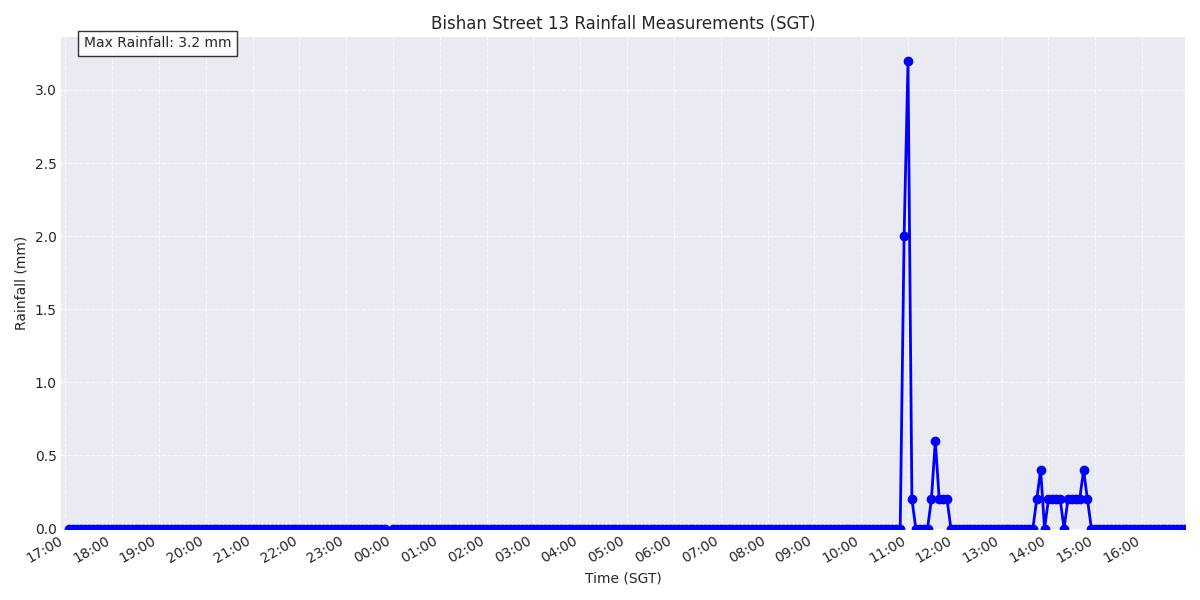 Bishan Street 13 Rainfall Measurements (SGT)
Max Rainfall: 3.2 mm
Rainfall (mm)
3.0
2.5
2.0
1.5
1.0
0.5
0.0
17:00 18:00 19:00 20:00 21:00 22:00 23:00 00:00 01:00 02:00 03:00 04:00 05:00 06:00 07:00 08:00 09:00 10:00 11:00 12:00 13:00 14:00 15:00 16:00
Time (SGT)